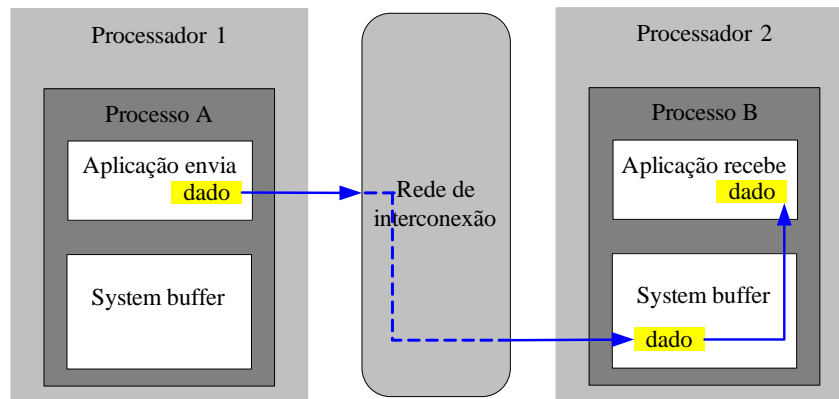 Processador 1
Processo A
Aplicação envia
dado
System buffer
Rede de
interconexão
Processador 2
Processo B
Aplicação recebe
dado
System buffer
dado